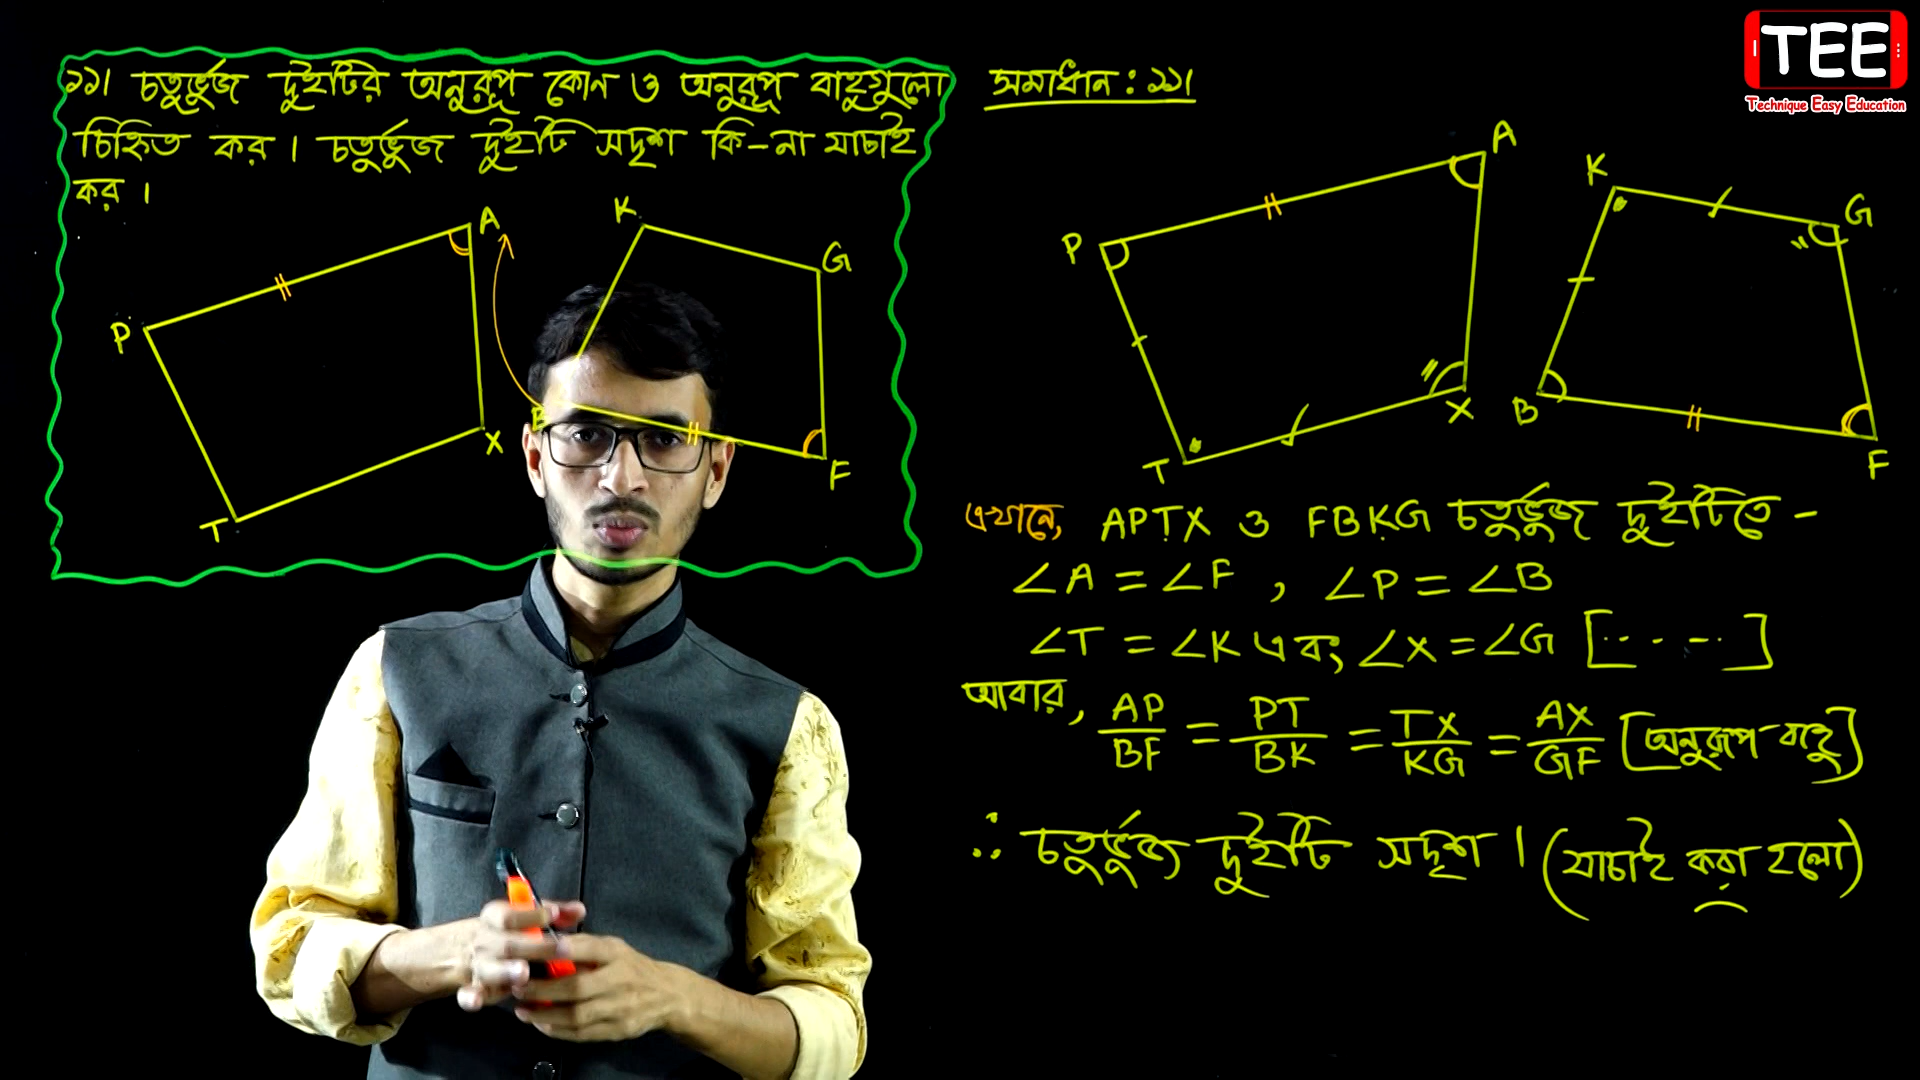 ১১। চতুর্ভুজ দুইটির অনুরূপ কোণ ও অনুরূপ বাহুগুলো
চিহ্নিত কর। চতুর্ভুজ দুইটি সদৃশ কি-না যাচাই
কর।
A
K
G
P
B
X
F
T
TEE
Technique Easy Education
সমাধান : ১১।
A
K
G
P
X
B
T
F
এখানে, APTX ও FBKG চতুর্ভুজ দুইটিতে -
∠A = ∠F , ∠P = ∠B
∠T = ∠K এবং ∠X = ∠G [.. - - ..]
আবার, AP/BF = PT/BK = TX/KG = AX/GF [অনুরূপ বাহু]
∴ চতুর্ভুজ দুইটি সদৃশ। (যাচাই করা হলো)